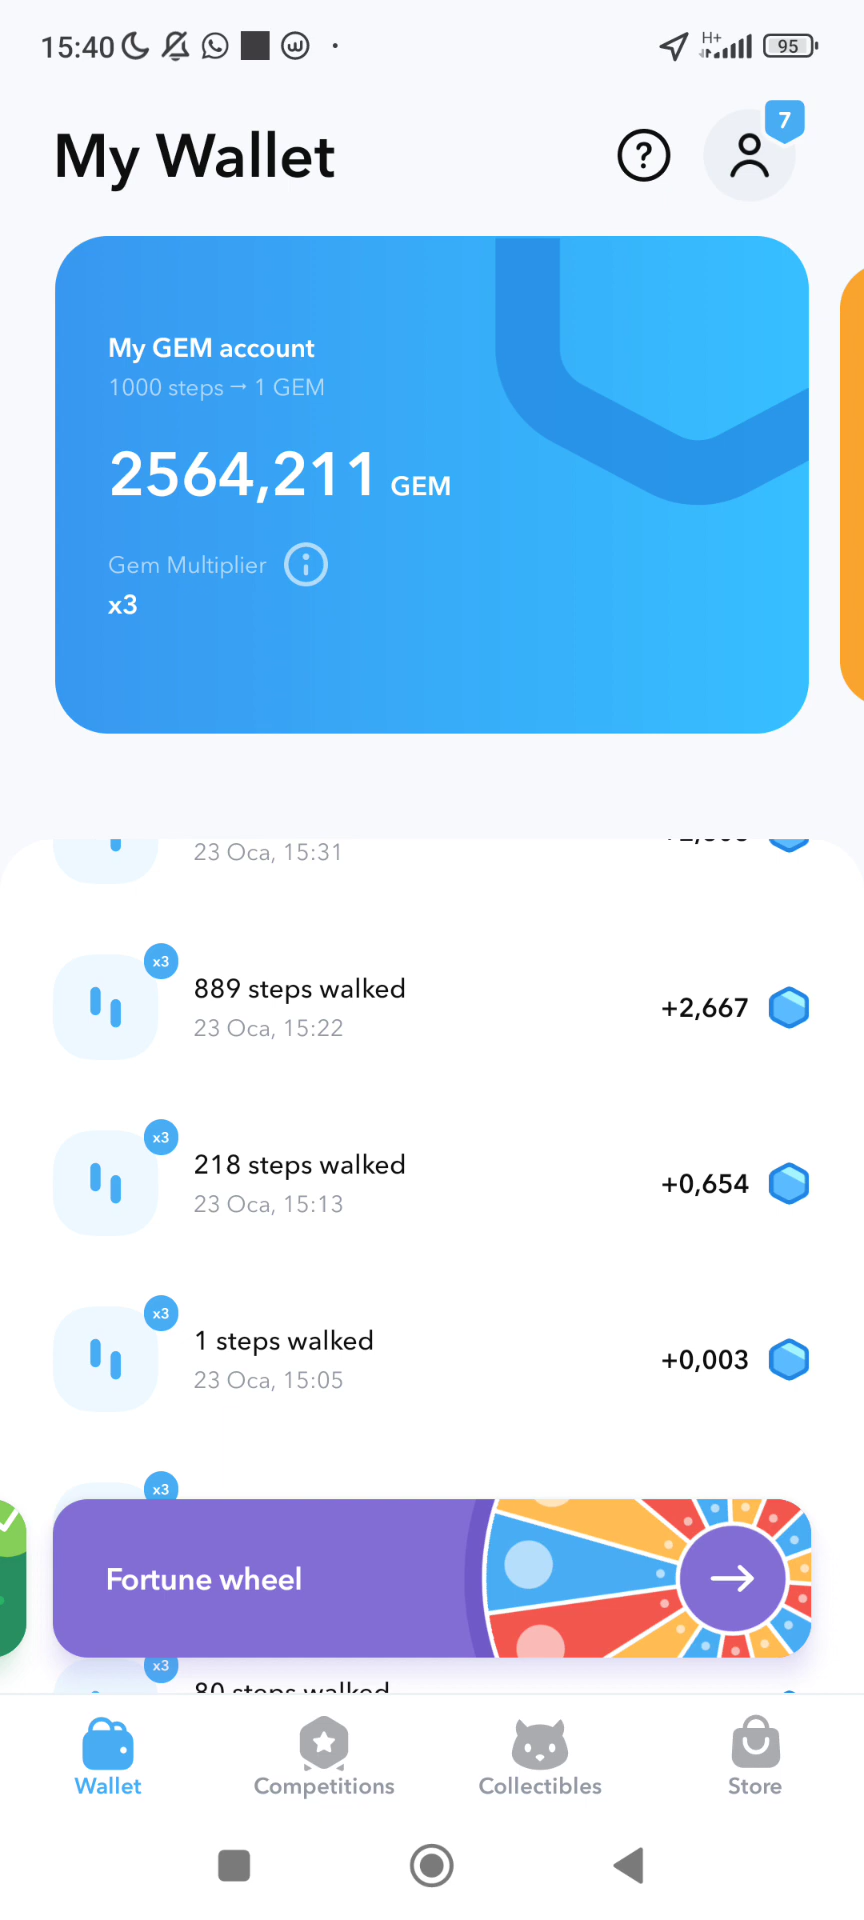 15:40
H+
95
My Wallet
?
7
My GEM account
1000 steps → 1 GEM
2564,211 GEM
Gem Multiplier
x3
23 Oca, 15:31
x3
889 steps walked
+2,667
23 Oca, 15:22
x3
218 steps walked
+0,654
23 Oca, 15:13
x3
1 steps walked
+0,003
23 Oca, 15:05
x3
Fortune wheel
x3
80 steps walked
Wallet
Competitions
Collectibles
Store